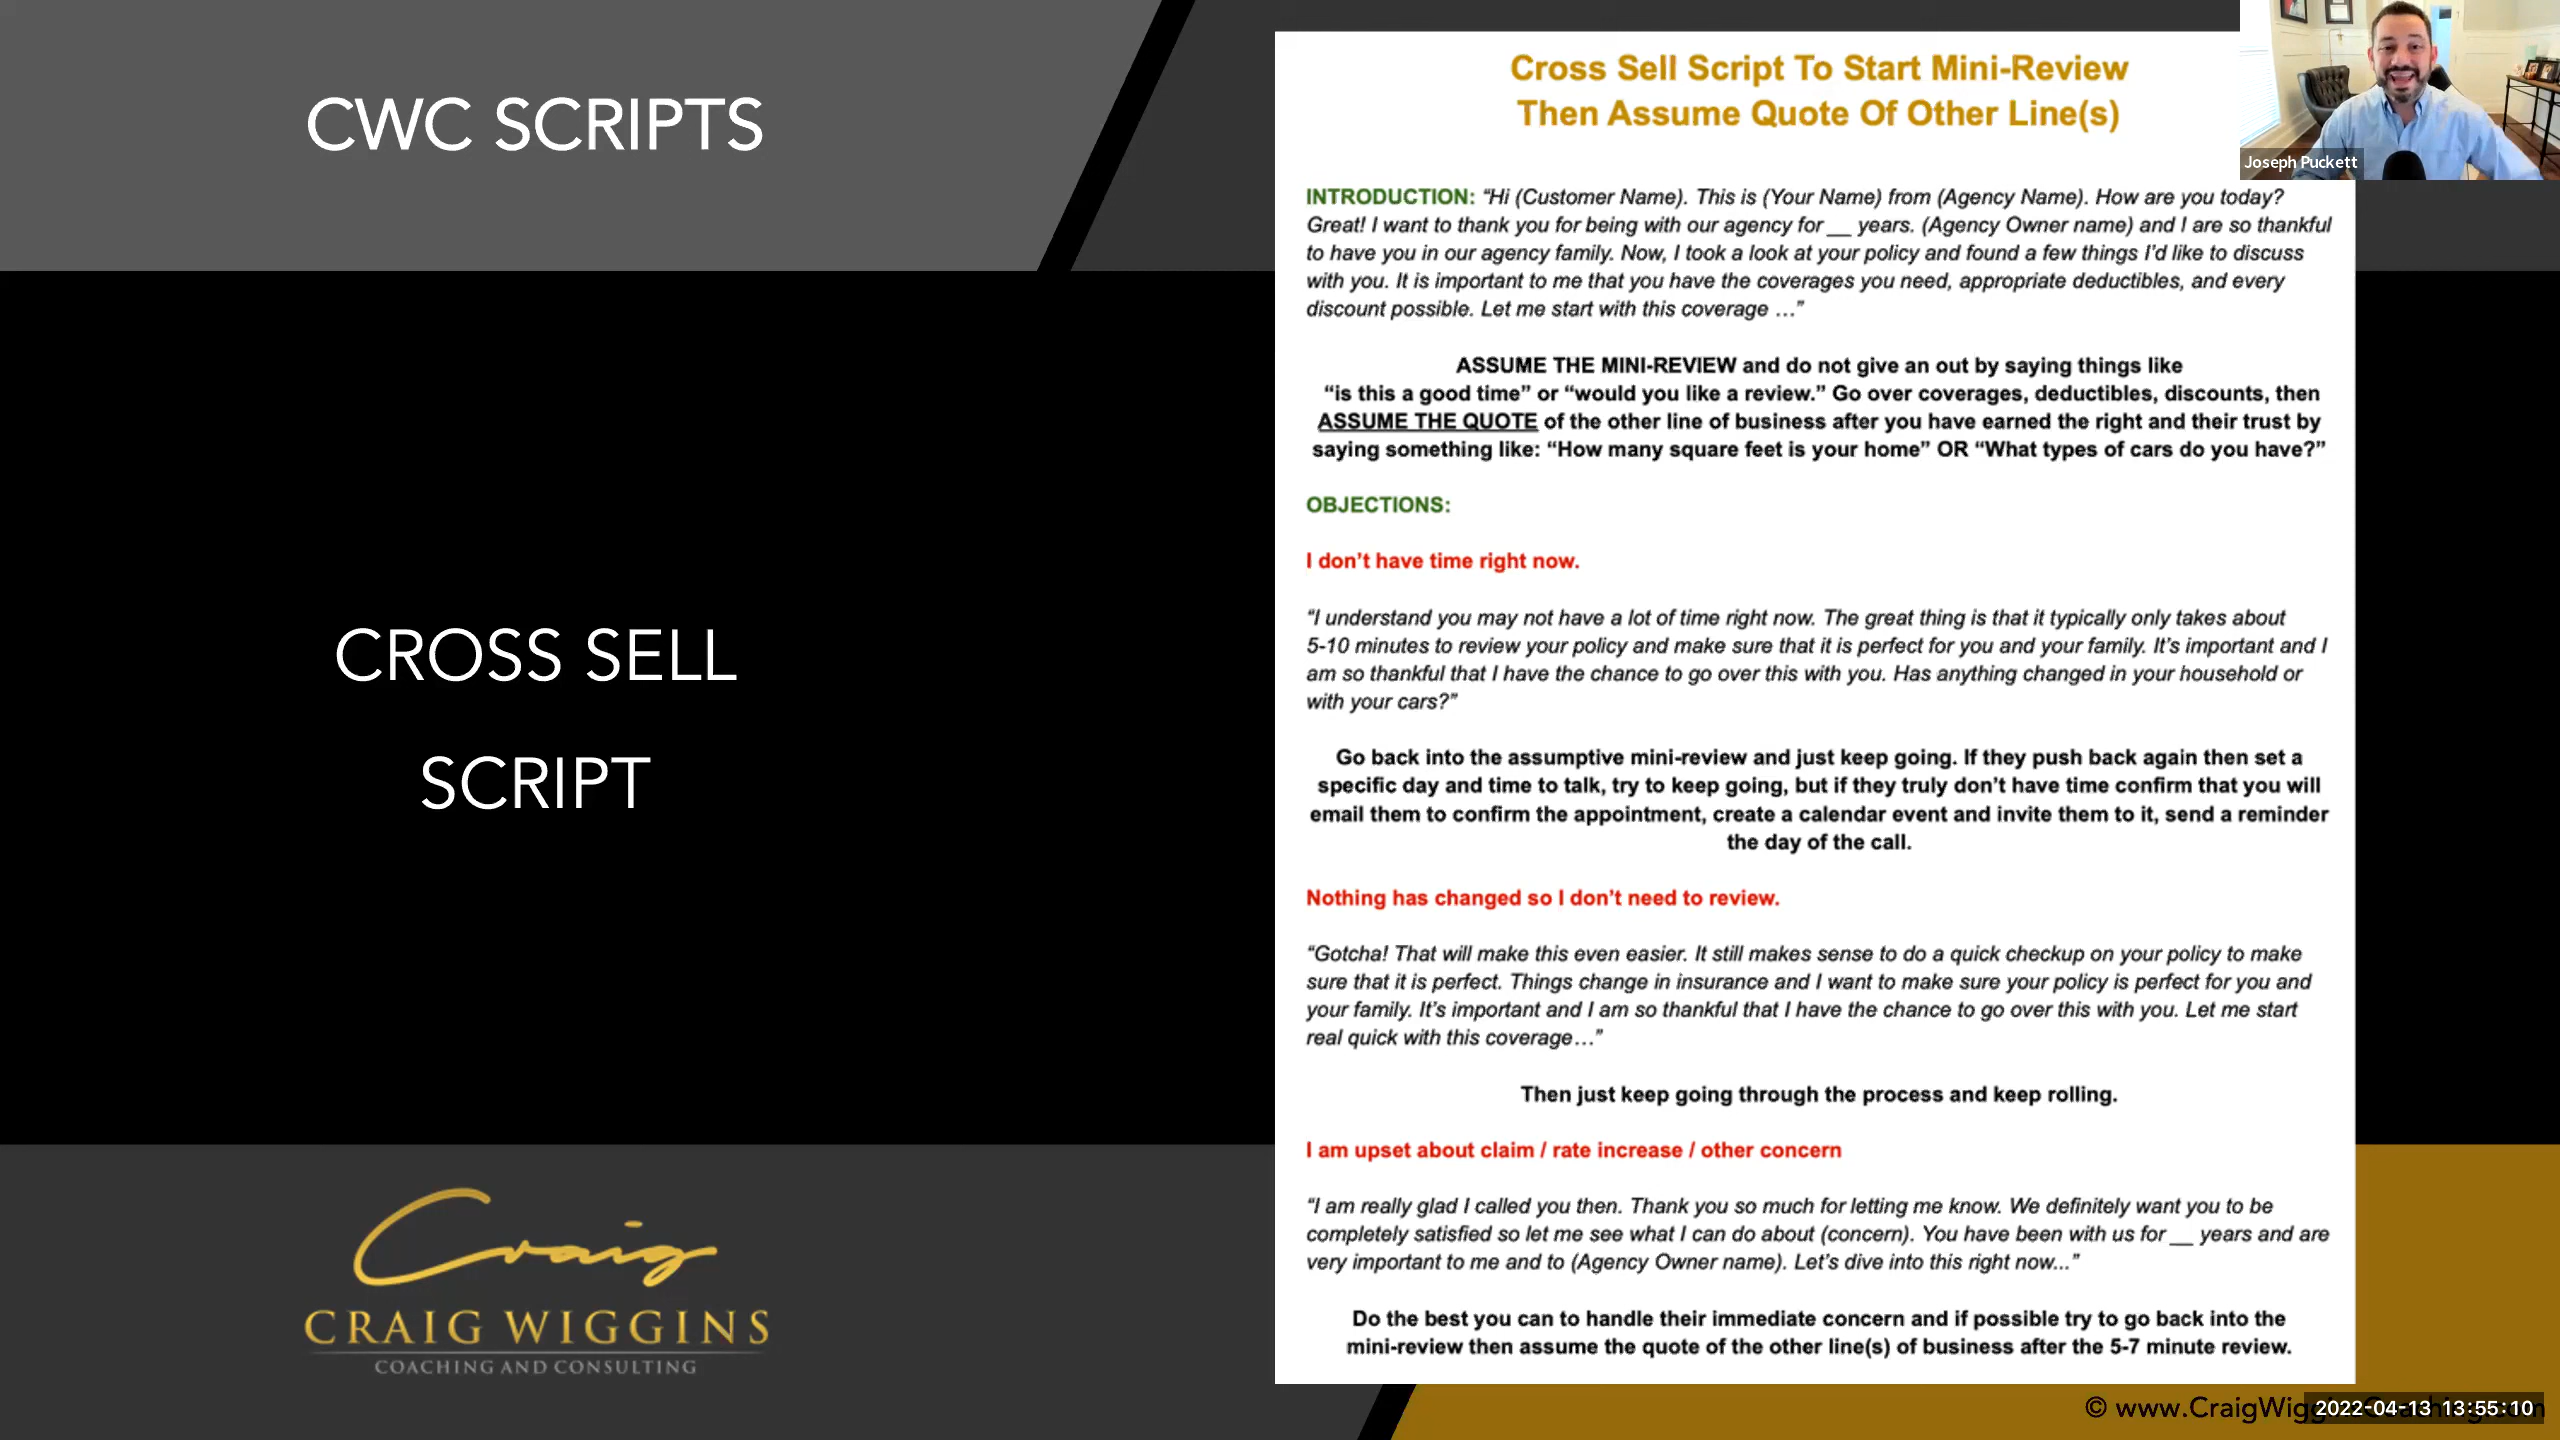 CWC SCRIPTS
CROSS SELL
SCRIPT
Craig
CRAIG WIGGINS
COACHING AND CONSULTING
Cross Sell Script To Start Mini-Review
Then Assume Quote Of Other Line(s)
INTRODUCTION: “Hi (Customer Name). This is (Your Name) from (Agency Name). How are you today?
Great! I want to thank you for being with our agency for __ years. (Agency Owner name) and I are so thankful
to have you in our agency family. Now, I took a look at your policy and found a few things I’d like to discuss
with you. It is important to me that you have the coverages you need, appropriate deductibles, and every
discount possible. Let me start with this coverage …”
ASSUME THE MINI-REVIEW and do not give an out by saying things like
“is this a good time” or “would you like a review.” Go over coverages, deductibles, discounts, then
ASSUME THE QUOTE of the other line of business after you have earned the right and their trust by
saying something like: “How many square feet is your home” OR “What types of cars do you have?”
OBJECTIONS:
I don’t have time right now.
“I understand you may not have a lot of time right now. The great thing is that it typically only takes about
5-10 minutes to review your policy and make sure that it is perfect for you and your family. It’s important and I
am so thankful that I have the chance to go over this with you. Has anything changed in your household or
with your cars?”
Go back into the assumptive mini-review and just keep going. If they push back again then set a
specific day and time to talk, try to keep going, but if they truly don’t have time confirm that you will
email them to confirm the appointment, create a calendar event and invite them to it, send a reminder
the day of the call.
Nothing has changed so I don’t need to review.
“Gotcha! That will make this even easier. It still makes sense to do a quick checkup on your policy to make
sure that it is perfect. Things change in insurance and I want to make sure your policy is perfect for you and
your family. It’s important and I am so thankful that I have the chance to go over this with you. Let me start
real quick with this coverage…”
Then just keep going through the process and keep rolling.
I am upset about claim / rate increase / other concern
“I am really glad I called you then. Thank you so much for letting me know. We definitely want you to be
completely satisfied so let me see what I can do about (concern). You have been with us for __ years and are
very important to me and to (Agency Owner name). Let’s dive into this right now...”
Do the best you can to handle their immediate concern and if possible try to go back into the
mini-review then assume the quote of the other line(s) of business after the 5-7 minute review.
Joseph Puckett
©
2022-04-13 13:55:10